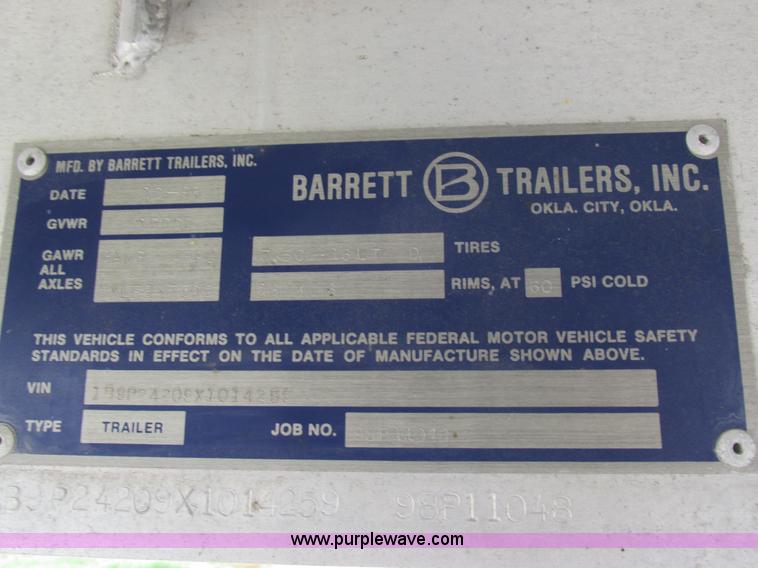 MFD. BY BARRETT TRAILERS, INC.
BARRETT B TRAILERS, INC.
OKLA. CITY, OKLA.
DATE
GVWR
GAWR
ALL
AXLES
TIRES
RIMS, AT 60 PSI COLD
THIS VEHICLE CONFORMS TO ALL APPLICABLE FEDERAL MOTOR VEHICLE SAFETY
STANDARDS IN EFFECT ON THE DATE OF MANUFACTURE SHOWN ABOVE.
VIN
TYPE TRAILER JOB NO.
B9P24209X1014259 98P11048
www.purplewave.com